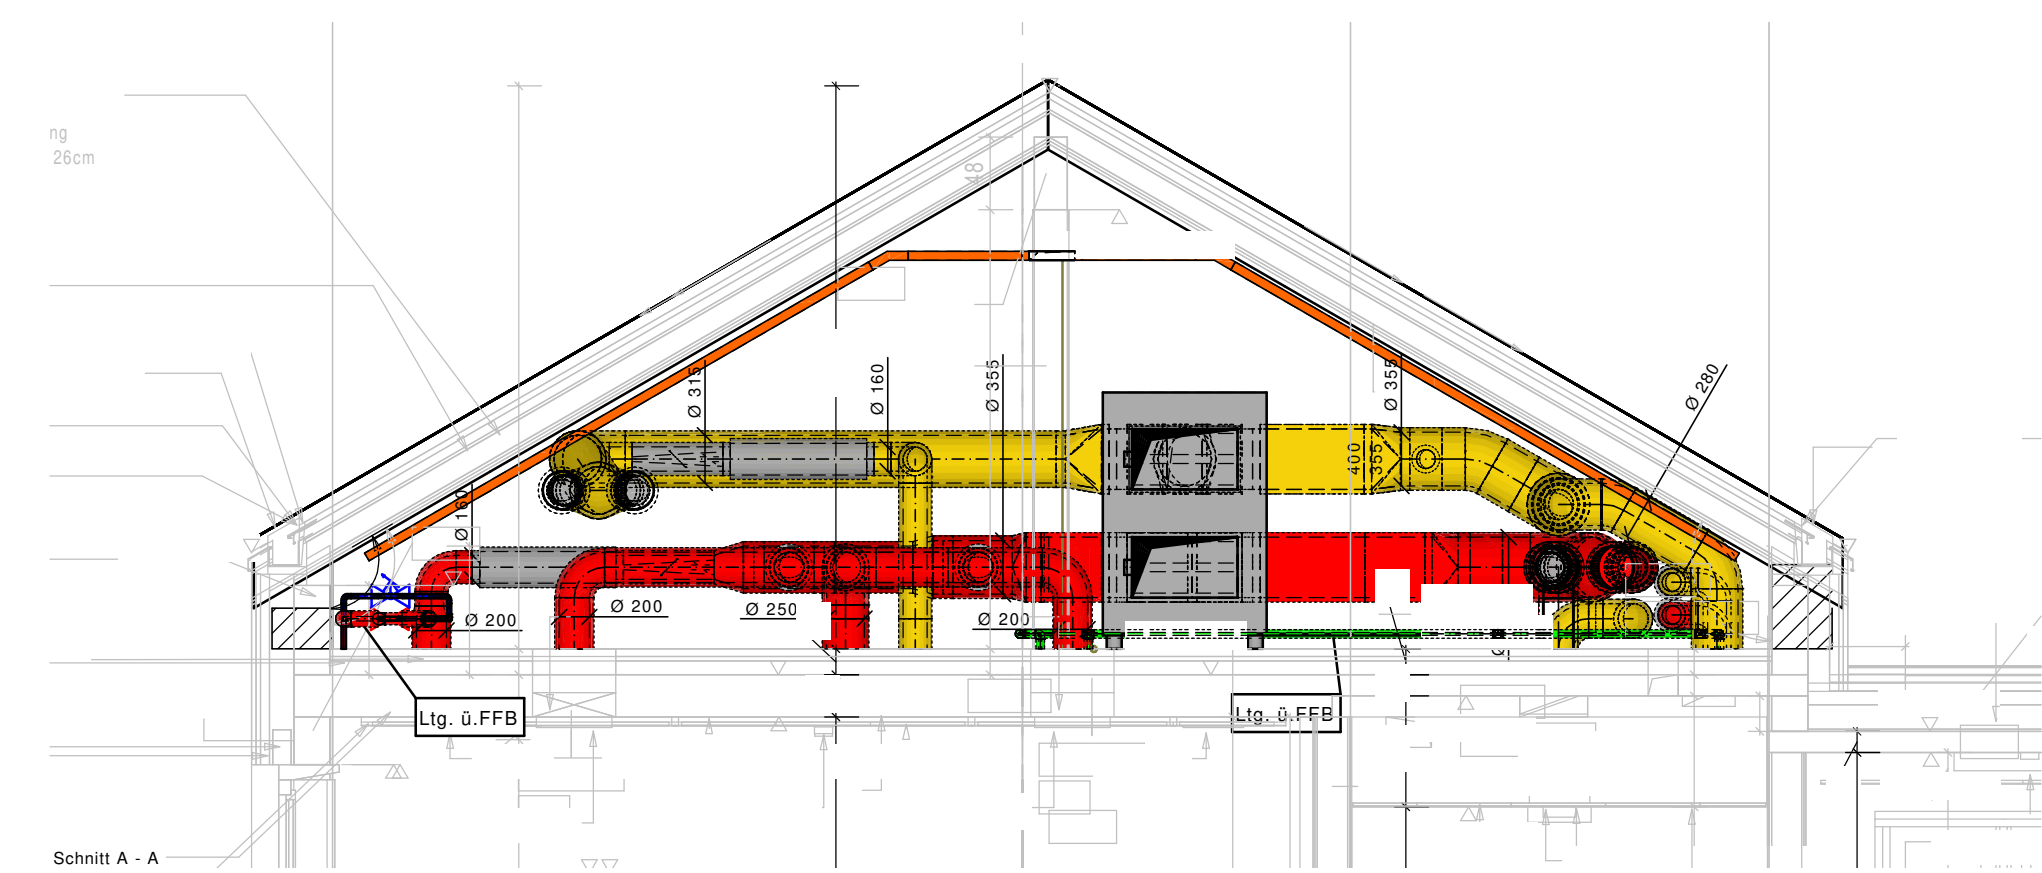 ng
26cm
48
Ø 315
Ø 160
Ø 355
Ø 355
Ø 280
400
355
Ø 160
Ø 200
Ø 200
Ø 250
Ø 200
Ltg. ü.FFB
Ltg. ü.FFB
Schnitt A - A